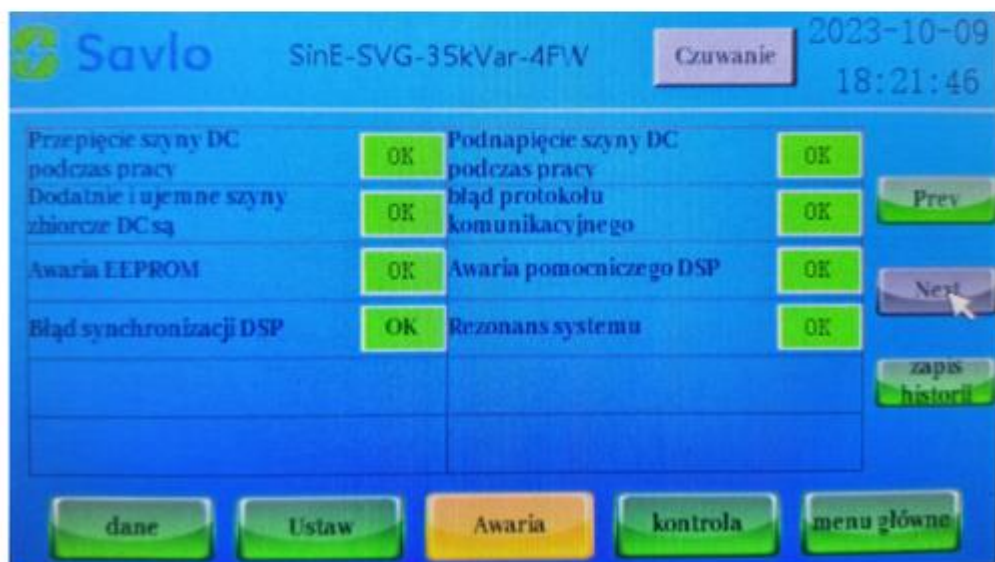 Savlo
SinE-SVG-35kVar-4FW
Czuwanie
2023-10-09
18:21:46
Przepięcie szyny DC
podczas pracy
OK
Podnapięcie szyny DC
podczas pracy
OK
Dodatnie i ujemne szyny
zbiorcze DC są
OK
błąd protokołu
komunikacyjnego
OK
Awaria EEPROM
OK
Awaria pomocniczego DSP
OK
Błąd synchronizacji DSP
OK
Rezonans systemu
OK
Prev
Next
zapis
historii
dane
Ustaw
Awaria
kontrola
menu główne